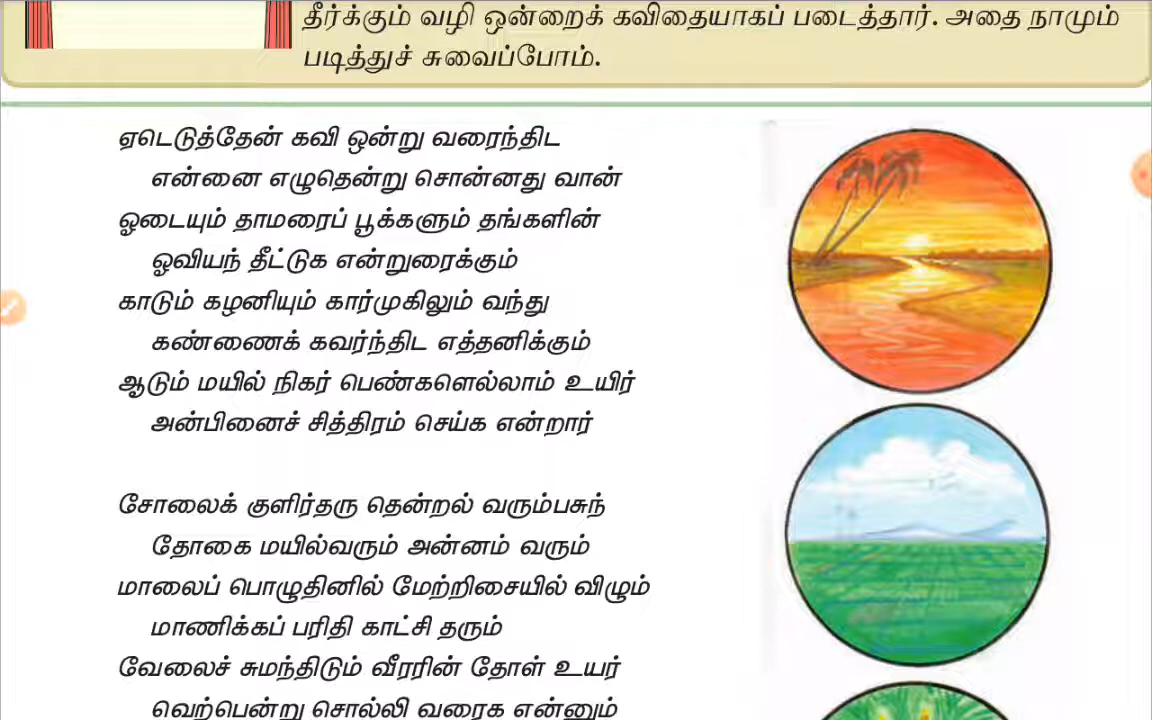 தீர்க்கும் வழி ஒன்றைக் கவிதையாகப் படைத்தார். அதை நாமும்
படித்துச் சுவைப்போம்.
ஏடெடுத்தேன் கவி ஒன்று வரைந்திட
என்னை எழுதென்று சொன்னது வான்
ஓடையும் தாமரைப் பூக்களும் தங்களின்
ஓவியந் தீட்டுக என்றுரைக்கும்
காடும் கழனியும் கார்முகிலும் வந்து
கண்ணைக் கவர்ந்திட எத்தனிக்கும்
ஆடும் மயில் நிகர் பெண்களெல்லாம் உயிர்
அன்பினைச் சித்திரம் செய்க என்றார்
சோலைக் குளிர்தரு தென்றல் வரும்பசுந்
தோகை மயில்வரும் அன்னம் வரும்
மாலைப் பொழுதினில் மேற்றிசையில் விழும்
மாணிக்கப் பரிதி காட்சி தரும்
வேலைச் சுமந்திடும் வீரரின் தோள் உயர்
வெற்பென்று சொல்லி வரைக என்னும்